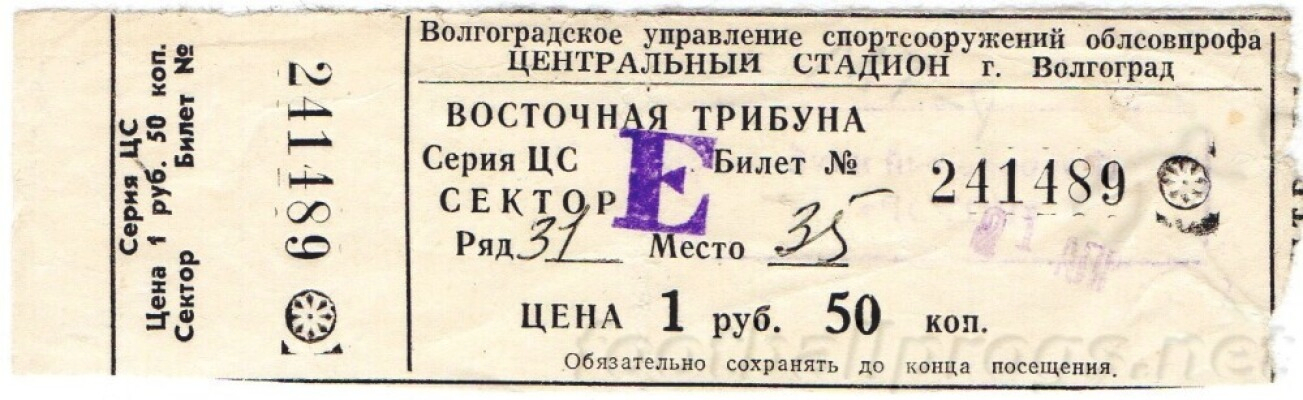 Серия ЦС
Цена 1 руб. 50 коп.
Сектор Билет №
241489
Волгоградское управление спортсооружений облсовпрофа
ЦЕНТРАЛЬНЫЙ СТАДИОН г. Волгоград
ВОСТОЧНАЯ ТРИБУНА
Серия ЦС Билет № 241489
СЕКТОР Е
Ряд 31 Место 35
ЦЕНА 1 руб. 50 коп.
Обязательно сохранять до конца посещения.